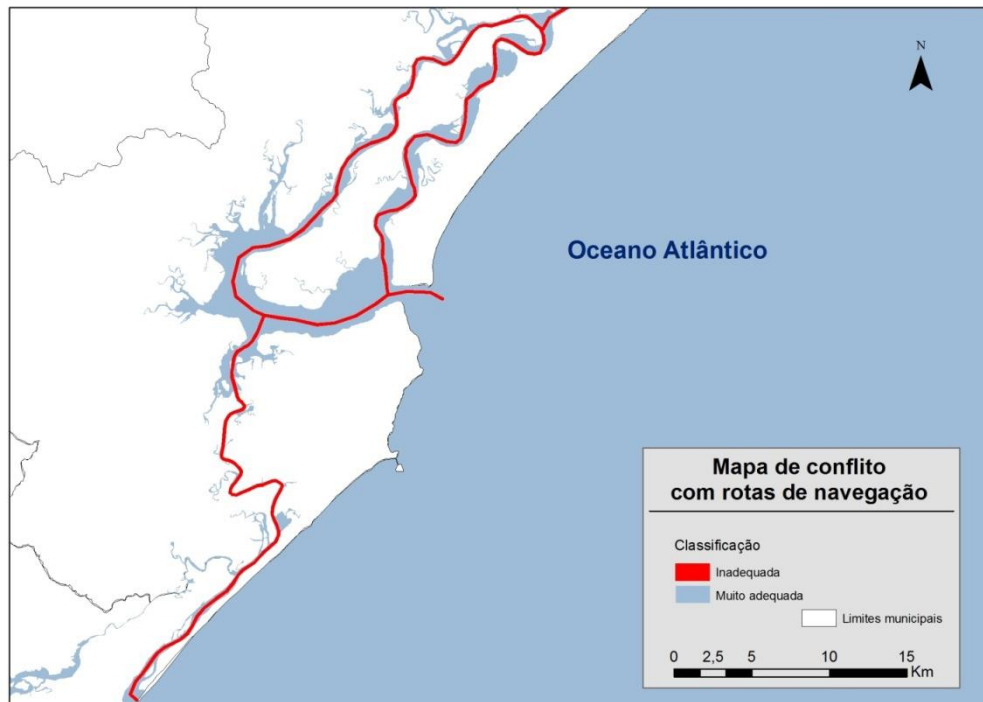 N
Oceano Atlântico
Mapa de conflito
com rotas de navegação
Classificação
Inadequada
Muito adequada
Limites municipais
0 2,5 5 10 15
Km